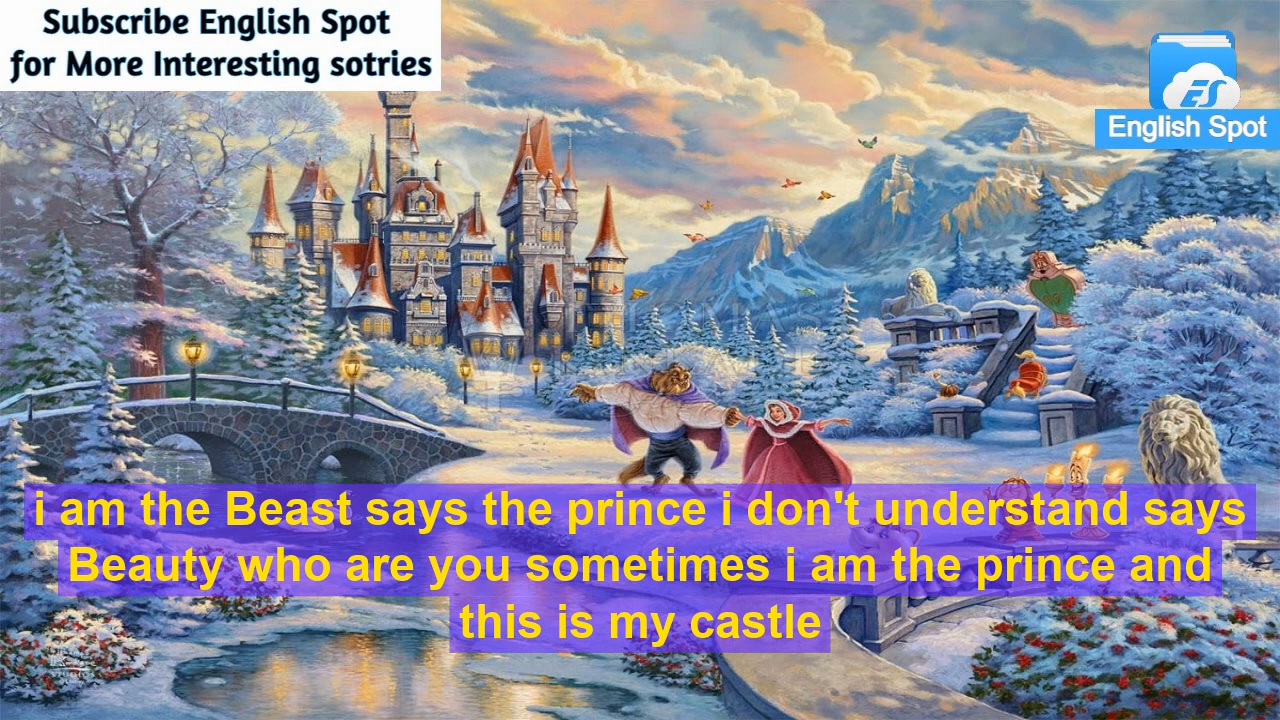 Subscribe English Spot
for More Interesting sotries
ES
English Spot
i am the Beast says the prince i don't understand says
Beauty who are you sometimes i am the prince and
this is my castle